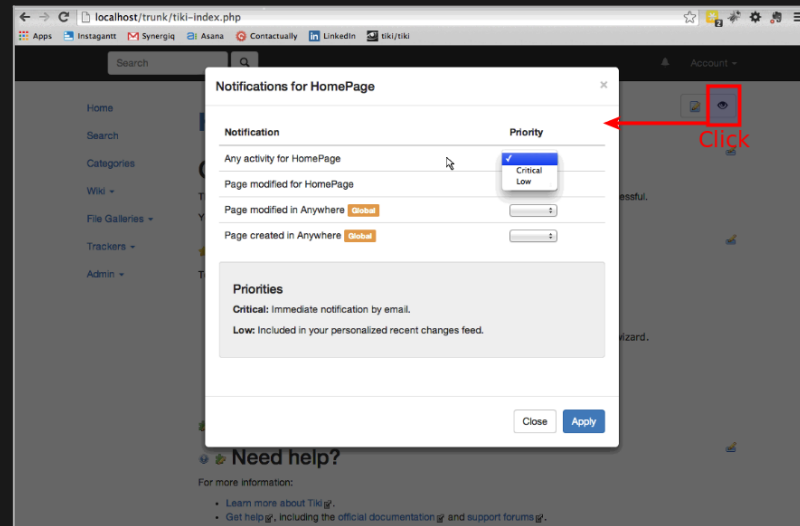 localhost/trunk/tiki-index.php
Apps Instagantt Synergiq Asana Contactually LinkedIn tiki/tiki
Search Account
Notifications for HomePage ×
Home
Search
Categories
Wiki
File Galleries
Trackers
Admin
Click
Notification Priority
Any activity for HomePage
Critical
Low
Page modified for HomePage
Page modified in Anywhere Global
Page created in Anywhere Global
essful.
wizard.
Priorities
Critical: Immediate notification by email.
Low: Included in your personalized recent changes feed.
Close Apply
Need help?
For more information:
• Learn more about Tiki.
• Get help, including the official documentation and support forums.